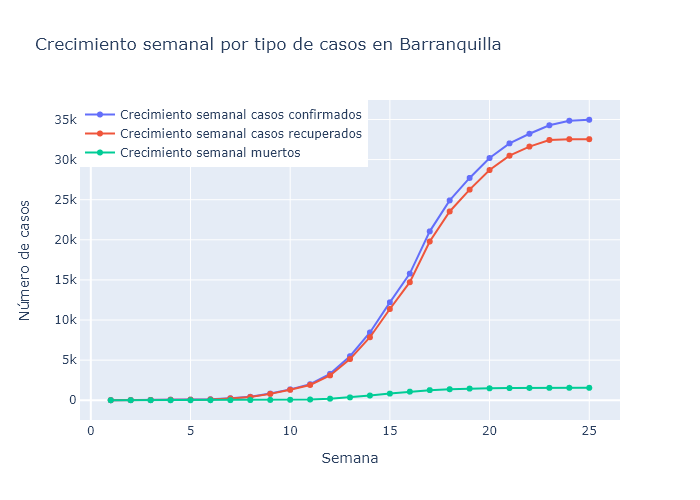 Crecimiento semanal por tipo de casos en Barranquilla
Crecimiento semanal casos confirmados
Crecimiento semanal casos recuperados
Crecimiento semanal muertos
35k
30k
25k
20k
15k
10k
5k
0
Número de casos
0 5 10 15 20 25
Semana